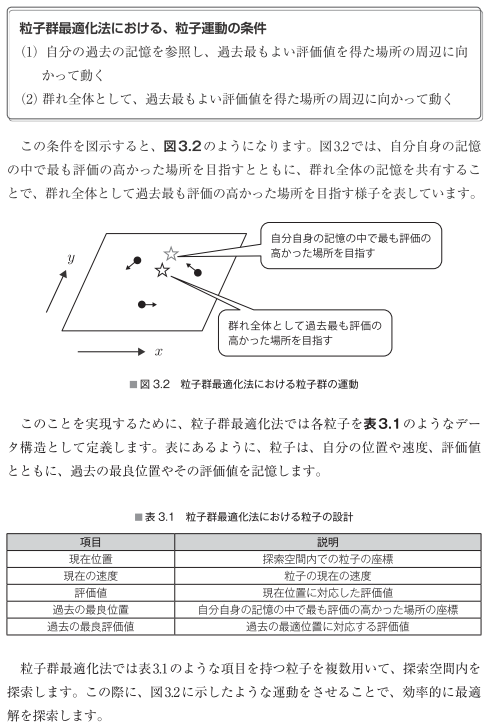 粒子群最適化法における、粒子運動の条件
(1) 自分の過去の記憶を参照し、過去最もよい評価値を得た場所の周辺に向
かって動く
(2) 群れ全体として、過去最もよい評価値を得た場所の周辺に向かって動く
この条件を図示すると、図3.2のようになります。図3.2では、自分自身の記憶
の中で最も評価の高かった場所を目指すとともに、群れ全体の記憶を共有するこ
とで、群れ全体として過去最も評価の高かった場所を目指す様子を表しています。
自分自身の記憶の中で最も評価の
高かった場所を目指す
y
群れ全体として過去最も評価の
高かった場所を目指す
x
■図3.2 粒子群最適化法における粒子群の運動
このことを実現するために、粒子群最適化法では各粒子を表3.1のようなデー
タ構造として定義します。表にあるように、粒子は、自分の位置や速度、評価値
とともに、過去の最良位置やその評価値を記憶します。
■表3.1 粒子群最適化法における粒子の設計
項目 説明
現在位置 探索空間内での粒子の座標
現在の速度 粒子の現在の速度
評価値 現在位置に対応した評価値
過去の最良位置 自分自身の記憶の中で最も評価の高かった場所の座標
過去の最良評価値 過去の最適位置に対応する評価値
粒子群最適化法では表3.1のような項目を持つ粒子を複数用いて、探索空間内を
探索します。この際に、図3.2に示したような運動をさせることで、効率的に最適
解を探索します。